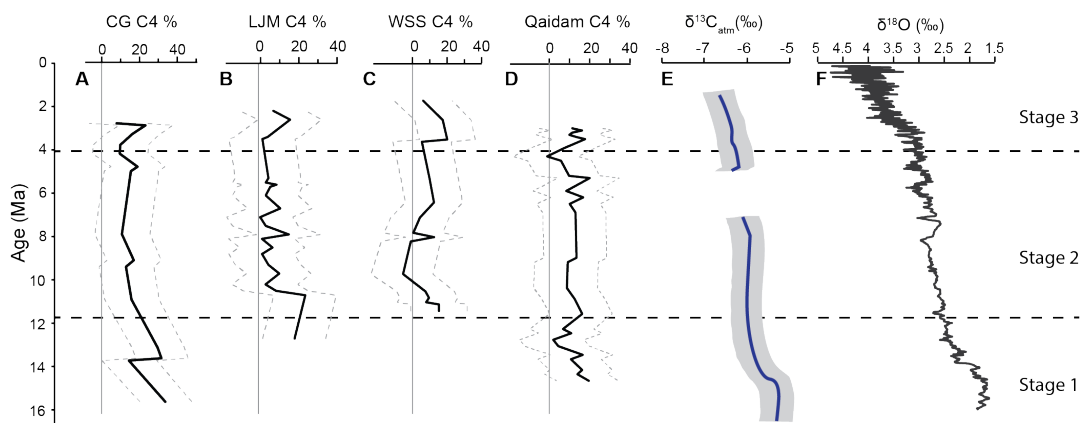 CG C4 % LJM C4 % WSS C4 % Qaidam C4 % δ¹³Cₐₜₘ(‰) δ¹⁸O (‰)
0 20 40 0 20 40 0 20 40 0 20 40 -8 -7 -6 -5 5 4.5 4 3.5 3 2.5 2 1.5
A B C D E F
0
2
4
6
8
10
12
14
16
Age (Ma)
Stage 3
Stage 2
Stage 1